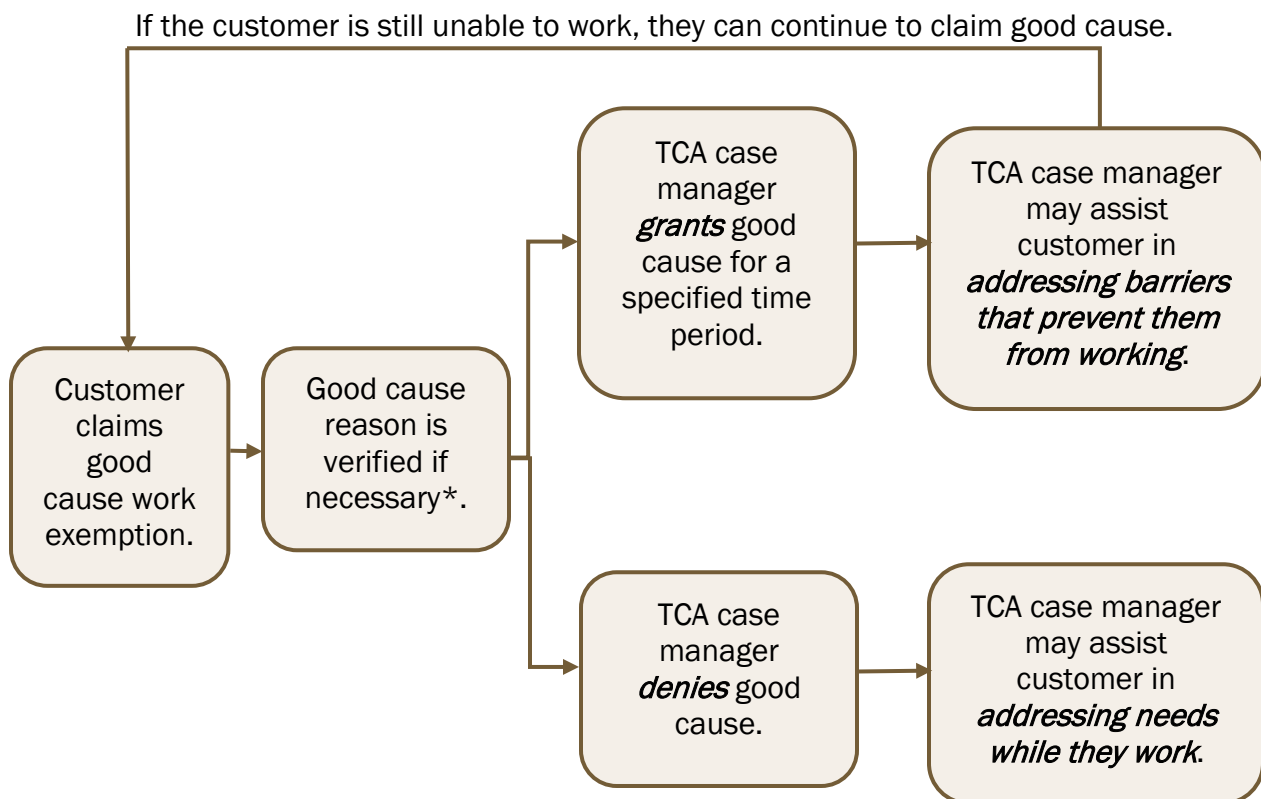 If the customer is still unable to work, they can continue to claim good cause.
Customer
claims
good
cause work
exemption.
Good cause
reason is
verified if
necessary*.
TCA case
manager
grants good
cause for a
specified time
period.
TCA case manager
may assist
customer in
addressing barriers
that prevent them
from working.
TCA case
manager
denies good
cause.
TCA case manager
may assist
customer in
addressing needs
while they work.